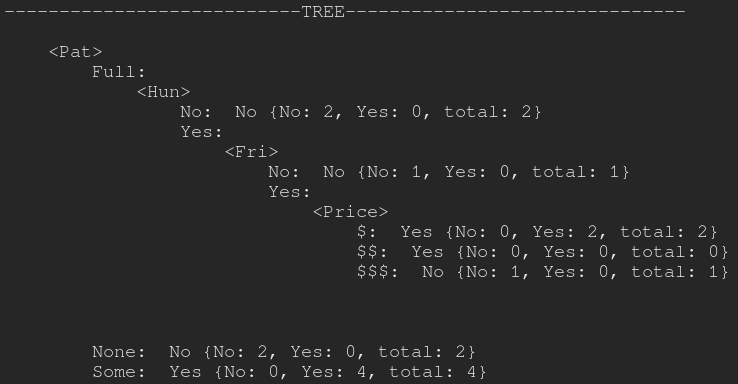 ---------------------------TREE-------------------------------
<Pat>
Full:
<Hun>
No:  No {No: 2, Yes: 0, total: 2}
Yes:
<Fri>
No:  No {No: 1, Yes: 0, total: 1}
Yes:
<Price>
$:  Yes {No: 0, Yes: 2, total: 2}
$$:  Yes {No: 0, Yes: 0, total: 0}
$$$:  No {No: 1, Yes: 0, total: 1}
None:  No {No: 2, Yes: 0, total: 2}
Some:  Yes {No: 0, Yes: 4, total: 4}